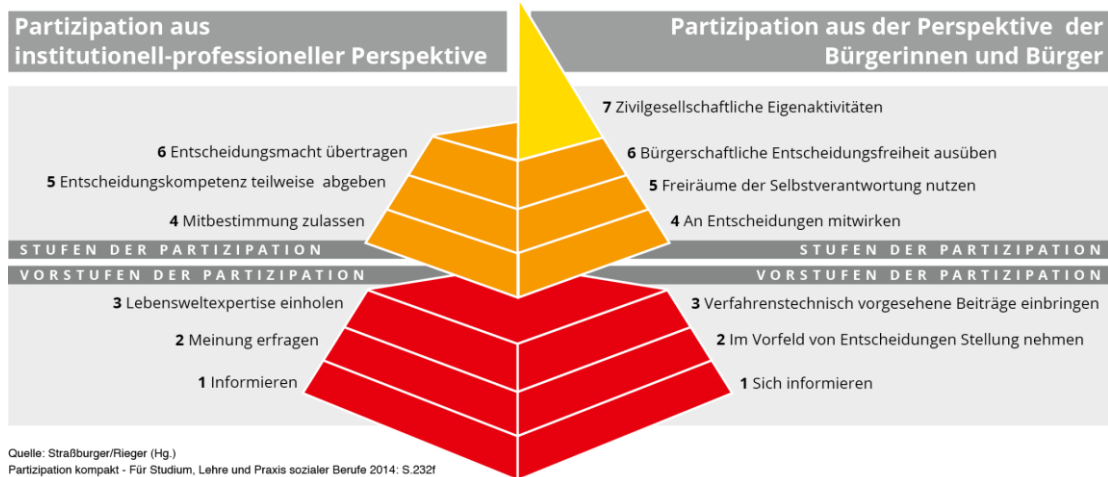 Partizipation aus
institutionell-professioneller Perspektive
Partizipation aus der Perspektive der
Bürgerinnen und Bürger
7 Zivilgesellschaftliche Eigenaktivitäten
6 Entscheidungsmacht übertragen
6 Bürgerschaftliche Entscheidungsfreiheit ausüben
5 Entscheidungskompetenz teilweise abgeben
5 Freiräume der Selbstverantwortung nutzen
4 Mitbestimmung zulassen
4 An Entscheidungen mitwirken
STUFEN DER PARTIZIPATION
STUFEN DER PARTIZIPATION
VORSTUFEN DER PARTIZIPATION
VORSTUFEN DER PARTIZIPATION
3 Lebensweltexpertise einholen
3 Verfahrenstechnisch vorgesehene Beiträge einbringen
2 Meinung erfragen
2 Im Vorfeld von Entscheidungen Stellung nehmen
1 Informieren
1 Sich informieren
Quelle: Straßburger/Rieger (Hg.)
Partizipation kompakt - Für Studium, Lehre und Praxis sozialer Berufe 2014: S.232f